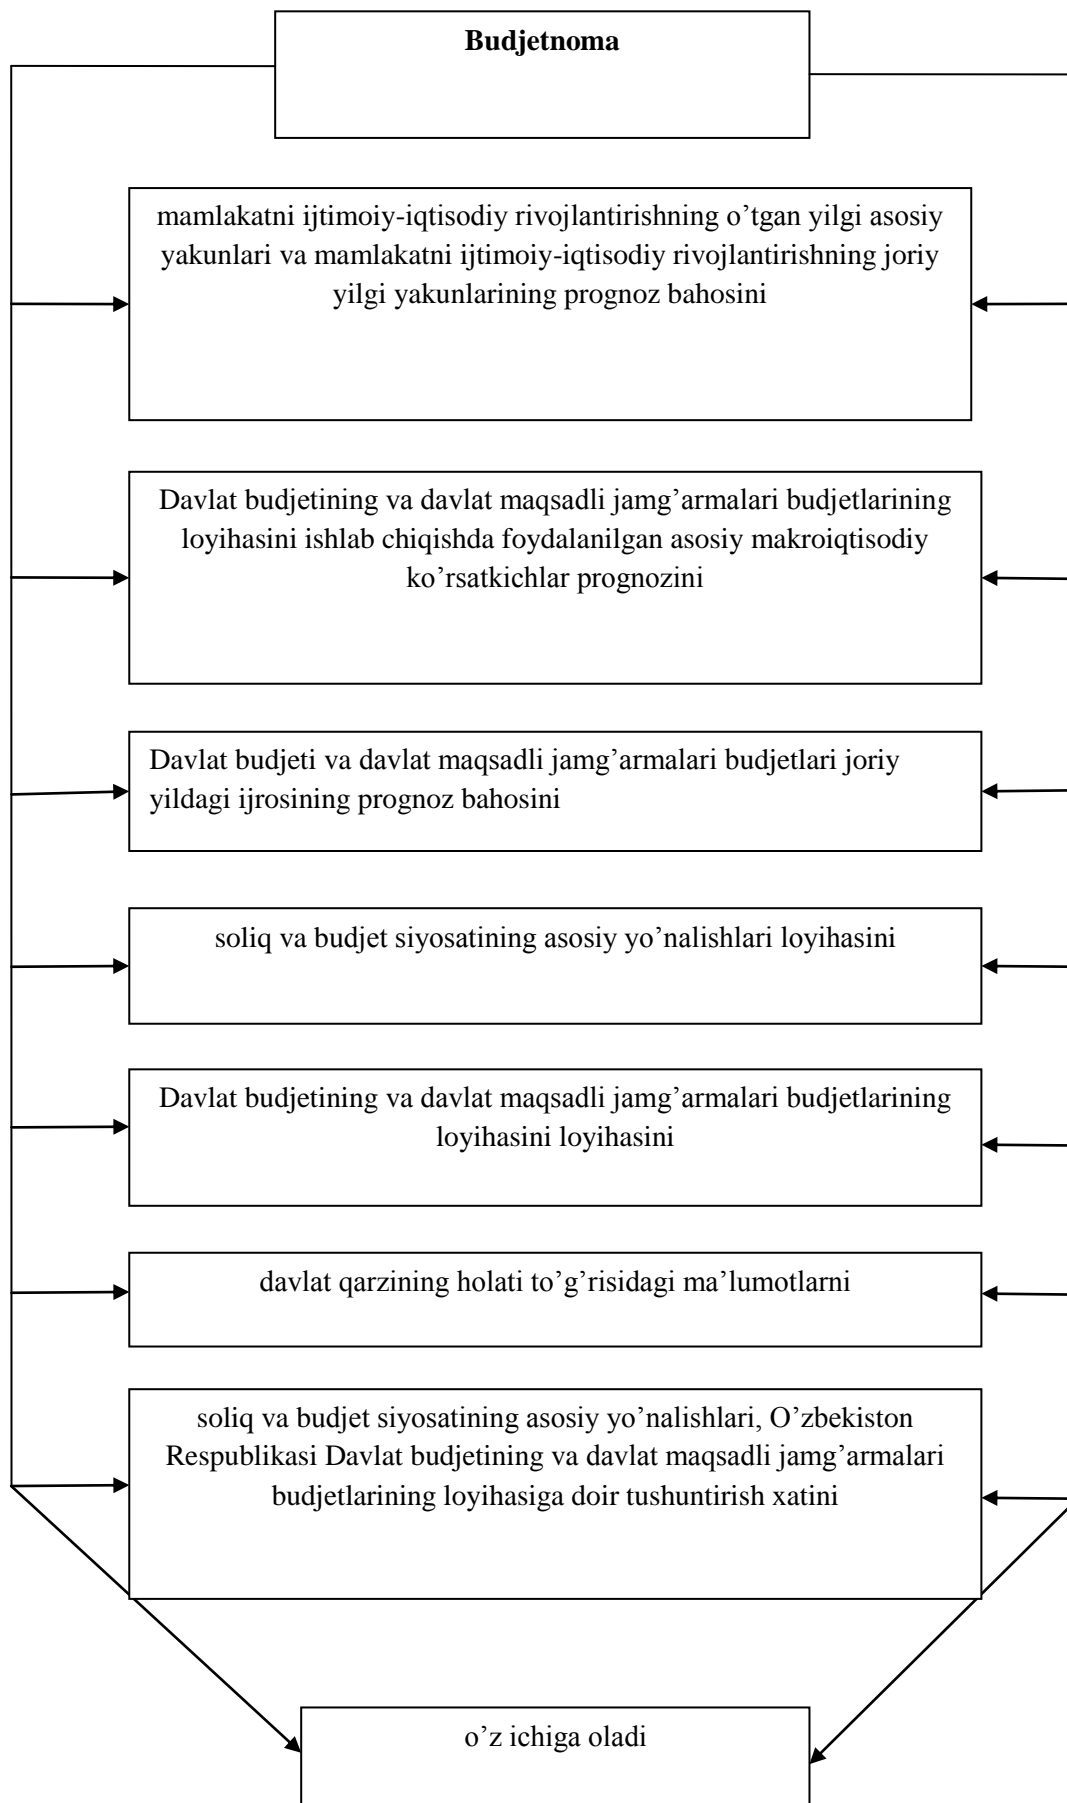 Budjetnoma
mamlakatni ijtimoiy-iqtisodiy rivojlantirishning o’tgan yilgi asosiy
yakunlari va mamlakatni ijtimoiy-iqtisodiy rivojlantirishning joriy
yilgi yakunlarining prognoz bahosini
Davlat budjetining va davlat maqsadli jamg’armalari budjetlarining
loyihasini ishlab chiqishda foydalanilgan asosiy makroiqtisodiy
ko’rsatkichlar prognozini
Davlat budjeti va davlat maqsadli jamg’armalari budjetlari joriy
yildagi ijrosining prognoz bahosini
soliq va budjet siyosatining asosiy yo’nalishlari loyihasini
Davlat budjetining va davlat maqsadli jamg’armalari budjetlarining
loyihasini loyihasini
davlat qarzining holati to’g’risidagi ma’lumotlarni
soliq va budjet siyosatining asosiy yo’nalishlari, O’zbekiston
Respublikasi Davlat budjetining va davlat maqsadli jamg’armalari
budjetlarining loyihasiga doir tushuntirish xatini
o’z ichiga oladi